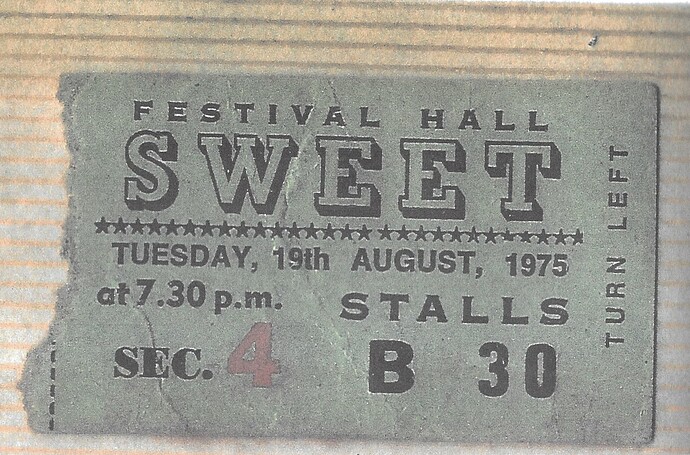 FESTIVAL HALL
SWEET
TUESDAY, 19th AUGUST, 1975
at 7.30 p.m. STALLS
SEC. 4 B 30
TURN LEFT